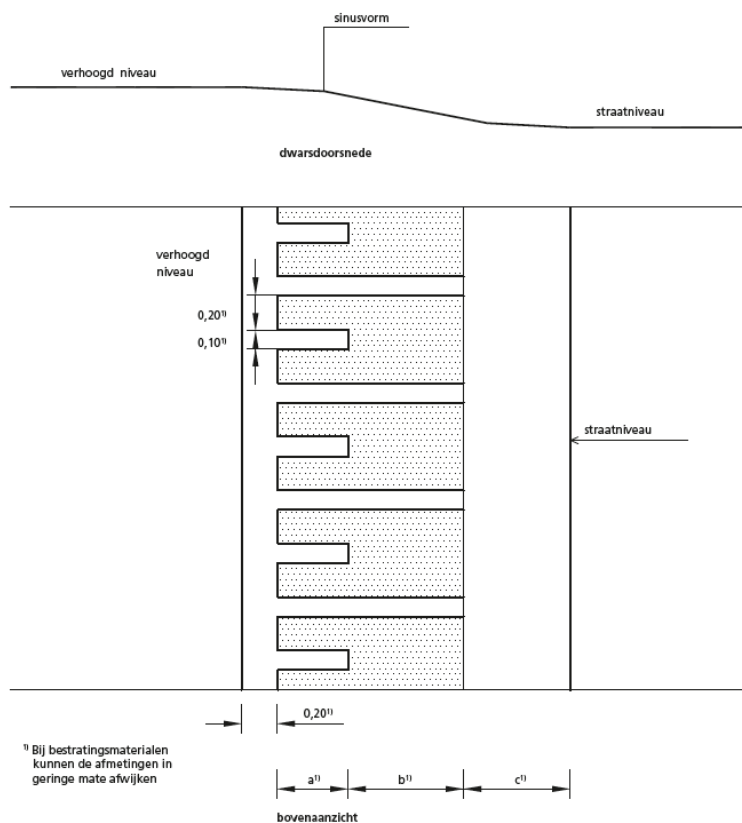 sinusvorm
verhoogd niveau
straatniveau
dwarsdoorsnede
verhoogd
niveau
0,20¹⁾
0,10¹⁾
straatniveau
0,20¹⁾
¹⁾ Bij bestratingsmaterialen
kunnen de afmetingen in
geringe mate afwijken
a¹⁾ b¹⁾ c¹⁾
bovenaanzicht